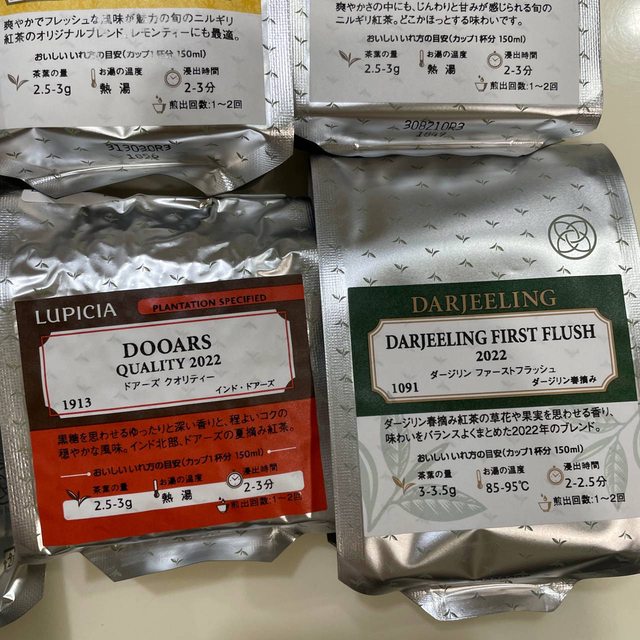 爽やかでフレッシュな風味が魅力の旬のニルギリ
紅茶のオリジナルブレンド。レモンティーにも最適。
おいしいいれ方の目安(カップ1杯分 150ml)
茶葉の量
2.5-3g
お湯の温度
熱湯
浸出時間
2-3分
煎出回数:1〜2回
313030R3
爽やかさの中にも、じんわりと甘みが感じられる旬の
ニルギリ紅茶。どこかほっとする味わいです。
おいしいいれ方の目安(カップ1杯分 150ml)
茶葉の量
2.5-3g
お湯の温度
熱湯
浸出時間
2-3分
煎出回数:1〜2回
308210R3
LUPICIA
PLANTATION SPECIFIED
DOOARS
QUALITY 2022
ドアーズ クオリティー
1913
インド・ドアーズ
黒糖を思わせるゆったりと深い香りと、程よいコクの
穏やかな風味。インド北部、ドアーズの夏摘み紅茶。
おいしいいれ方の目安(カップ1杯分 150ml)
茶葉の量
2.5-3g
お湯の温度
熱湯
浸出時間
2-3分
煎出回数:1〜2回
DARJEELING
DARJEELING FIRST FLUSH
2022
ダージリン ファーストフラッシュ
1091
ダージリン春摘み
ダージリン春摘み紅茶の草花や果実を思わせる香り、
味わいをバランスよくまとめた2022年のブレンド。
おいしいいれ方の目安(カップ1杯分 150ml)
茶葉の量
3-3.5g
お湯の温度
85-95℃
浸出時間
2-2.5分
煎出回数:1〜2回